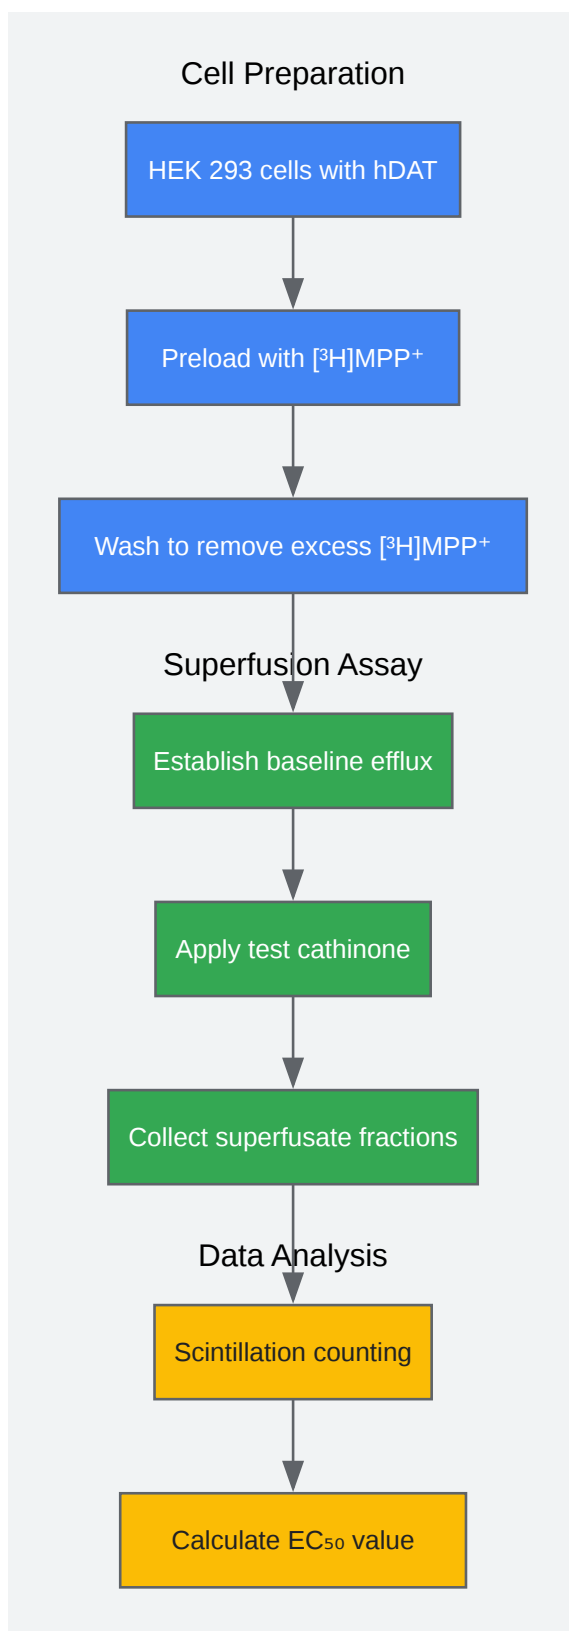 Cell Preparation
HEK 293 cells with hDAT
Preload with [³H]MPP⁺
Wash to remove excess [³H]MPP⁺
Superfusion Assay
Establish baseline efflux
Apply test cathinone
Collect superfusate fractions
Data Analysis
Scintillation counting
Calculate EC₅₀ value